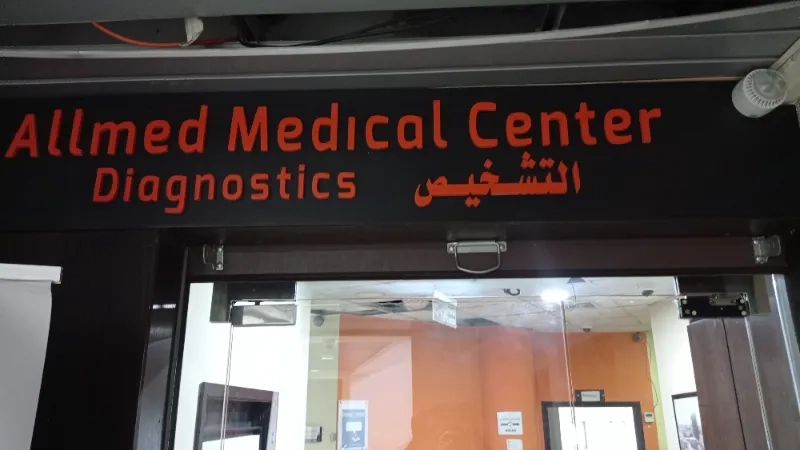 Allmed Medical Center
Diagnostics التشخيص